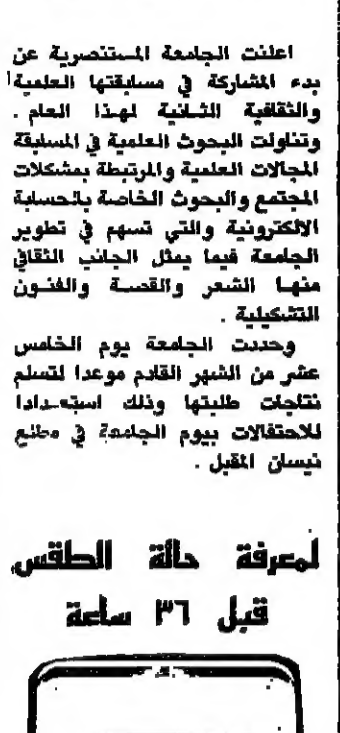 اعلنت الجامعة المستنصرية عن
بدء المشاركة في مسابقتها العلمية
والثقافية الثانية لهذا العام .
وتناولت البحوث العلمية في المسابقة
المجالات العلمية والمرتبطة بمشكلات
المجتمع والبحوث الخاصة بالحسابة
الالكترونية والتي تسهم في تطوير
الجامعة فيما يمثل الجانب الثقافي
منها الشعر والقصة والفنون
التشكيلية .
وحددت الجامعة يوم الخامس
عشر من الشهر القادم موعدا لتسلم
نتاجات طلبتها وذلك استعدادا
للاحتفالات بيوم الجامعة في مطلع
نيسان المقبل .
لمعرفة حالة الطقس
قبل ٣٦ ساعة